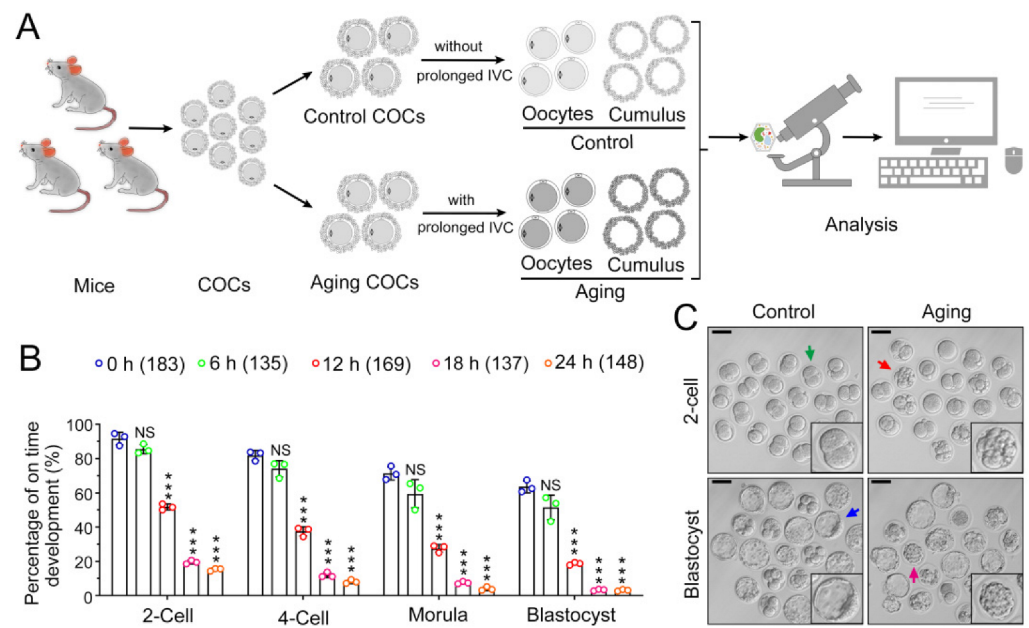 A
Mice
COCs
Control COCs
Aging COCs
without
prolonged IVC
with
prolonged IVC
Oocytes Cumulus
Control
Oocytes Cumulus
Aging
Analysis
B
0 h (183) 6 h (135) 12 h (169) 18 h (137) 24 h (148)
Percentage of on time
development (%)
100
80
60
40
20
0
NS *** *** ***
NS *** *** ***
NS *** *** ***
NS *** *** ***
2-Cell 4-Cell Morula Blastocyst
C
Control Aging
2-cell
Blastocyst